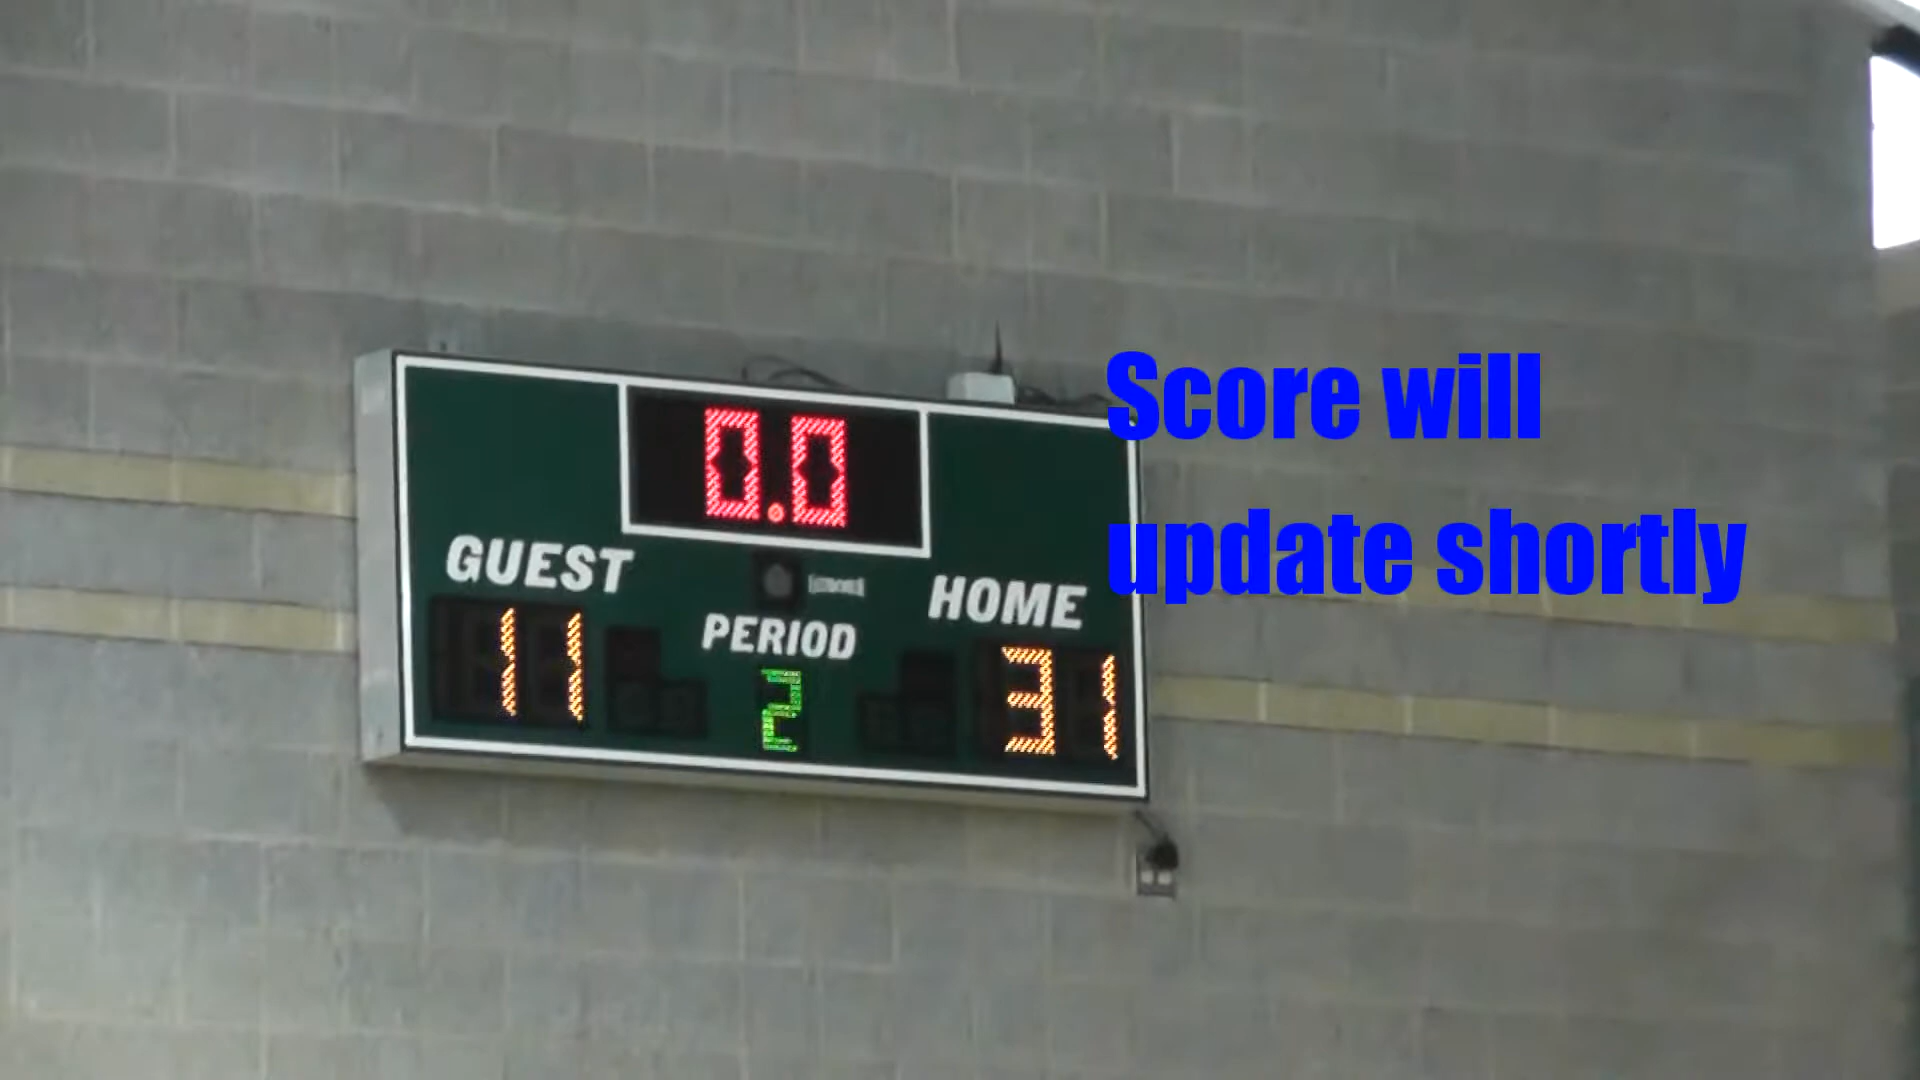 Score will
update shortly
0.0
GUEST
HOME
PERIOD
11
2
31